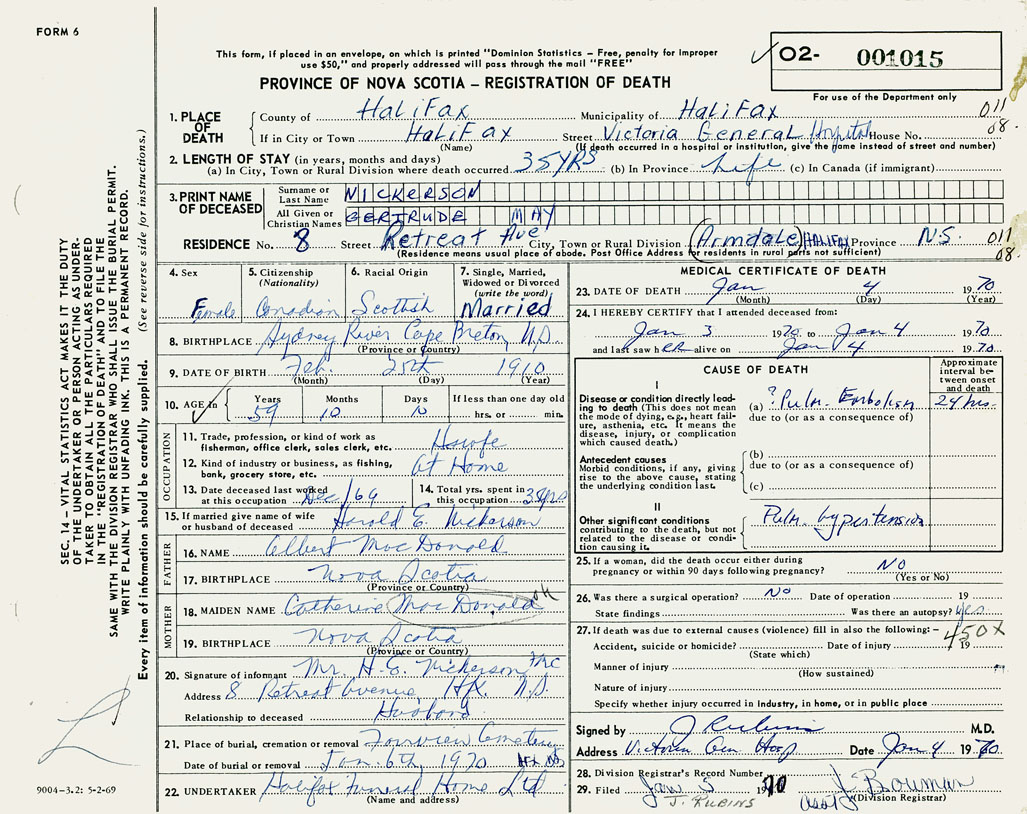 FORM 6
This form, if placed in an envelope, on which is printed "Dominion Statistics – Free, penalty for improper
use $50," and properly addressed will pass through the mail "FREE"
O2- 001015
For use of the Department only
PROVINCE OF NOVA SCOTIA – REGISTRATION OF DEATH
1. PLACE OF DEATH
County of HaliFax Municipality of HaliFax 011
If in City or Town HaliFax Street Victoria General Hospital House No. 08.
(Name) (If death occurred in a hospital or institution, give the name instead of street and number)
2. LENGTH OF STAY (in years, months and days)
(a) In City, Town or Rural Division where death occurred 35 YRS (b) In Province Life (c) In Canada (if immigrant)
3. PRINT NAME OF DECEASED
Surname or Last Name NICKERSON
All Given or Christian Names GERTRUDE MAY
RESIDENCE No. 8 Street Retreat Ave City, Town or Rural Division Armdale HALIFAX Province N.S. 011
(Residence means usual place of abode. Post Office Address for residents in rural parts not sufficient) 08.
4. Sex Female
5. Citizenship (Nationality) Canadian
6. Racial Origin Scottish
7. Single, Married, Widowed or Divorced (write the word) Married
8. BIRTHPLACE Sydney River Cape Breton, N.S.
(Province or Country)
9. DATE OF BIRTH Feb. 25th 1910
(Month) (Day) (Year)
10. AGE in Years 59 Months 10 Days 10 If less than one day old hrs. or min.
OCCUPATION
11. Trade, profession, or kind of work as
fisherman, office clerk, sales clerk, etc. Hswfe
12. Kind of industry or business, as fishing,
bank, grocery store, etc. At Home
13. Date deceased last worked
at this occupation Dec/69
14. Total yrs. spent in
this occupation
15. If married give name of wife
or husband of deceased Harold E. Nickerson
FATHER
16. NAME Albert MacDonald
17. BIRTHPLACE Nova Scotia
(Province or Country)
MOTHER
18. MAIDEN NAME Catherine MacDonald OK
19. BIRTHPLACE Nova Scotia
(Province or Country)
20. Signature of informant Mr. H. E. Nickerson
Address 8 Retreat Avenue Hfx. N.S.
Relationship to deceased Husband
21. Place of burial, cremation or removal Fairview Cemetery
Date of burial or removal Jan. 6th, 1970 Hfx NS
22. UNDERTAKER Halifax Funeral Home Ltd
(Name and address)
MEDICAL CERTIFICATE OF DEATH
23. DATE OF DEATH Jan 4 1970
(Month) (Day) (Year)
24. I HEREBY CERTIFY that I attended deceased from:
Jan 3 1970 to Jan 4 1970
and last saw her alive on Jan 4 1970
CAUSE OF DEATH
Approximate interval between onset and death
I
Disease or condition directly leading to death (This does not mean the mode of dying, e.g., heart failure, asthenia, etc. It means the disease, injury, or complication which caused death.)
(a) ? Pulm. Embolism 24 hrs.
due to (or as a consequence of)
Antecedent causes
Morbid conditions, if any, giving rise to the above cause, stating the underlying condition last.
(b)
due to (or as a consequence of)
(c)
II
Other significant conditions
contributing to the death, but not related to the disease or condition causing it.
Pulm. hypertension
25. If a woman, did the death occur either during
pregnancy or within 90 days following pregnancy? No
(Yes or No)
26. Was there a surgical operation? No Date of operation 19
State findings Was there an autopsy? Yes
27. If death was due to external causes (violence) fill in also the following:– 450X
Accident, suicide or homicide? Date of injury 19
(State which)
Manner of injury
(How sustained)
Nature of injury
Specify whether injury occurred in industry, in home, or in public place
Signed by J Rubins M.D.
Address Victoria Gen Hosp Date Jan 4 1970
28. Division Registrar's Record Number
29. Filed Jan 5 1970 J Bowman
J. RUBINS Asst (Division Registrar)
SEC. 14 – VITAL STATISTICS ACT MAKES IT THE DUTY
OF THE UNDERTAKER OR PERSON ACTING AS UNDER-
TAKER TO OBTAIN ALL THE PARTICULARS REQUIRED
IN THE "REGISTRATION OF DEATH" AND TO FILE THE
SAME WITH THE DIVISION REGISTRAR WHO SHALL ISSUE THE BURIAL PERMIT.
WRITE PLAINLY WITH UNFADING INK. THIS IS A PERMANENT RECORD.
Every item of information should be carefully supplied. (See reverse side for instructions.)
9004-3.2: 5-2-69